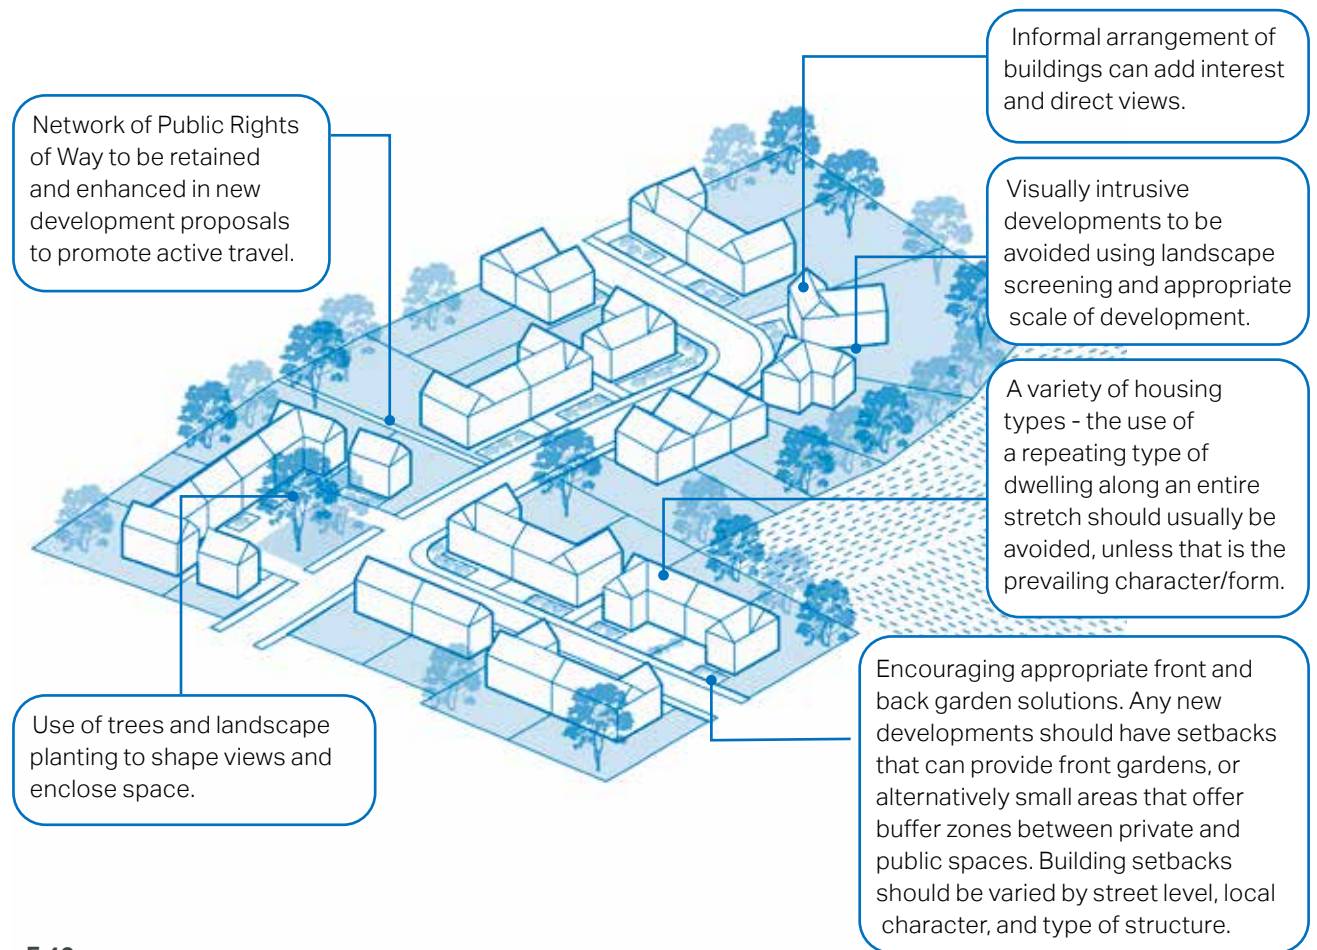 Informal arrangement of
buildings can add interest
and direct views.
Network of Public Rights
of Way to be retained
and enhanced in new
development proposals
to promote active travel.
Visually intrusive
developments to be
avoided using landscape
screening and appropriate
scale of development.
A variety of housing
types - the use of
a repeating type of
dwelling along an entire
stretch should usually be
avoided, unless that is the
prevailing character/form.
Use of trees and landscape
planting to shape views and
enclose space.
Encouraging appropriate front and
back garden solutions. Any new
developments should have setbacks
that can provide front gardens, or
alternatively small areas that offer
buffer zones between private and
public spaces. Building setbacks
should be varied by street level, local
character, and type of structure.